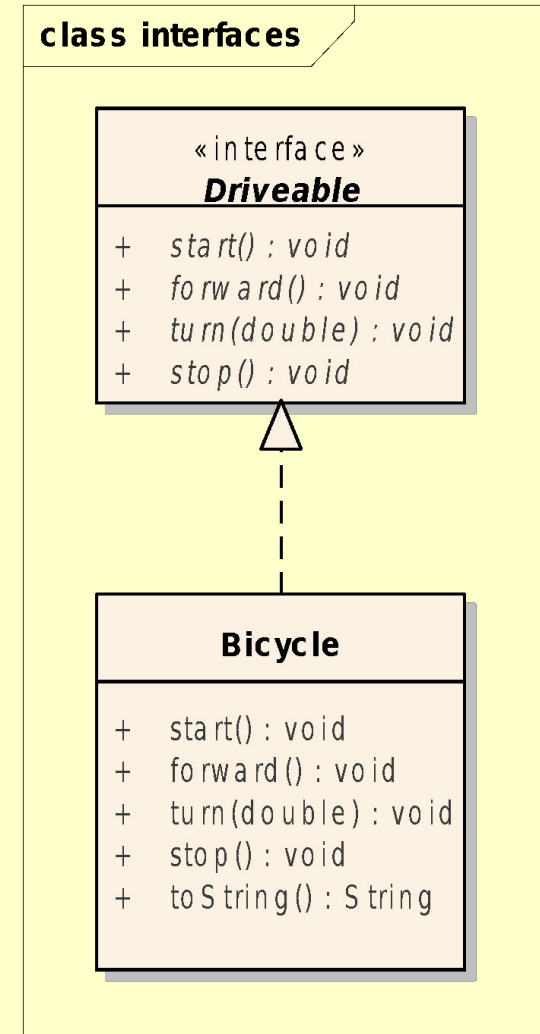 class interfaces
«interface»
Driveable
+ start() : void
+ forward() : void
+ turn(double) : void
+ stop() : void
Bicycle
+ start() : void
+ forward() : void
+ turn(double) : void
+ stop() : void
+ toString() : String